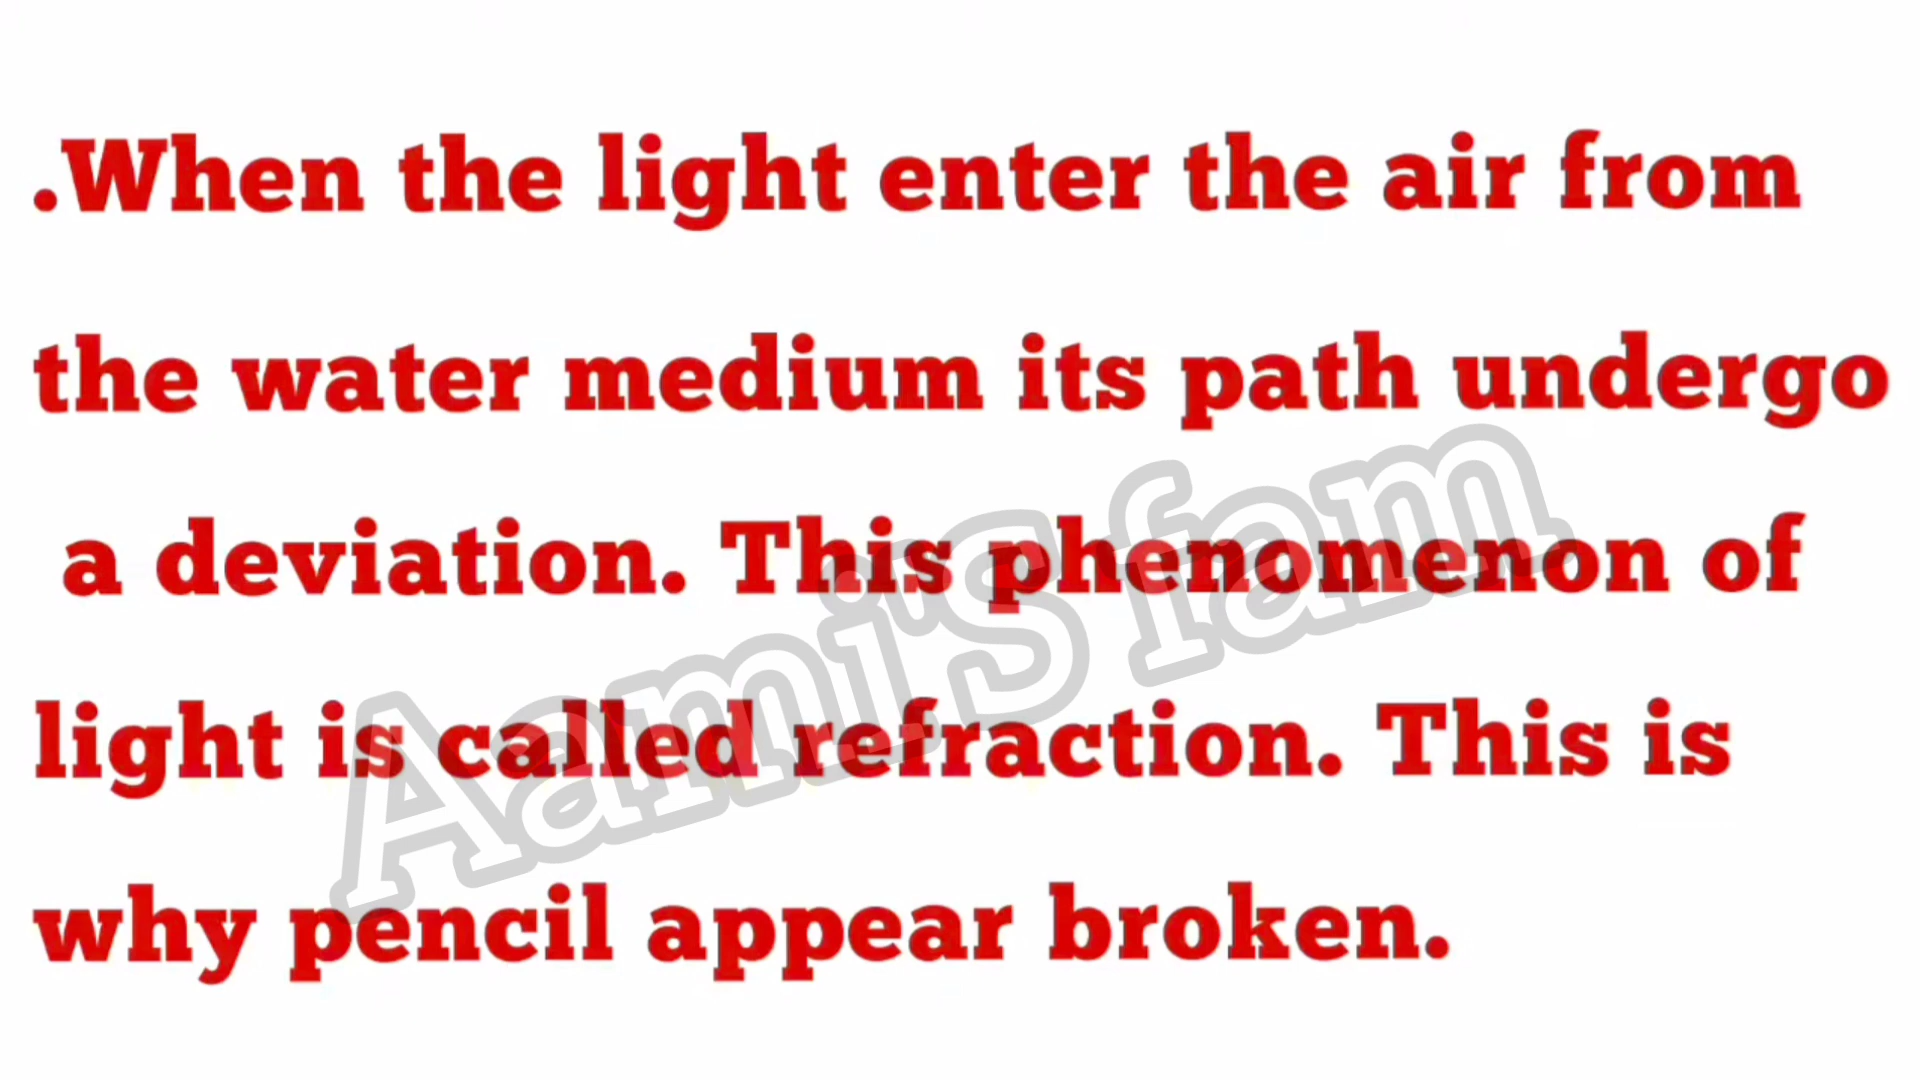 .When the light enter the air from
the water medium its path undergo
a deviation. This phenomenon of
light is called refraction. This is
why pencil appear broken.
Aami'S fam